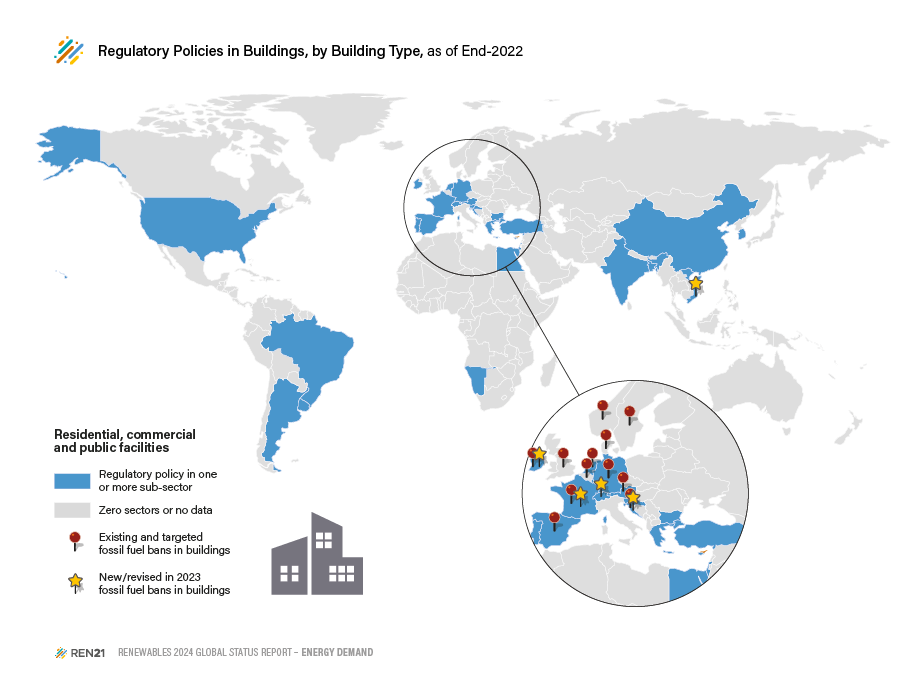 Regulatory Policies in Buildings, by Building Type, as of End-2022
Residential, commercial
and public facilities
Regulatory policy in one
or more sub-sector
Zero sectors or no data
Existing and targeted
fossil fuel bans in buildings
New/revised in 2023
fossil fuel bans in buildings
REN21 RENEWABLES 2024 GLOBAL STATUS REPORT – ENERGY DEMAND